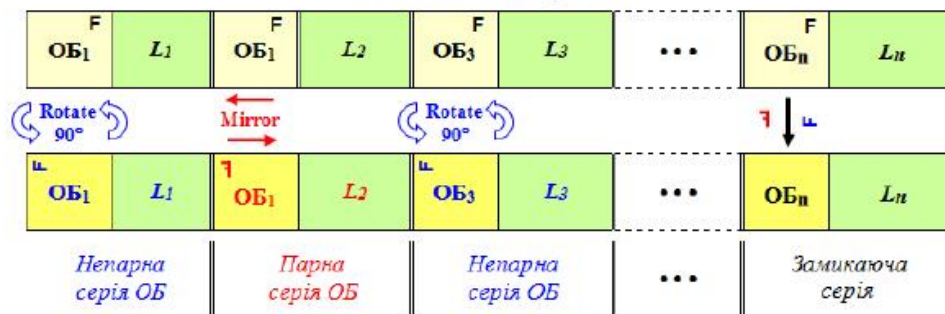 F F F F
ОБ₁ L₁ ОБ₁ L₂ ОБ₃ L₃ ••• ОБₙ Lₙ
Rotate 90° Mirror Rotate 90° F F
F F F
ОБ₁ L₁ ОБ₁ L₂ ОБ₃ L₃ ••• ОБₙ Lₙ
Непарна Парна Непарна ••• Замикаюча
серія ОБ серія ОБ серія ОБ серія